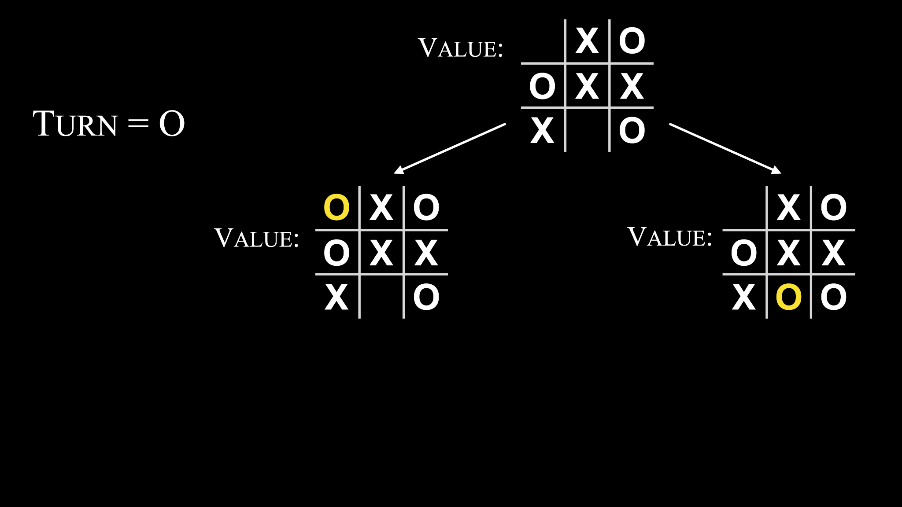 VALUE:
X O
O X X
X O
TURN = O
VALUE:
O X O
O X X
X O
VALUE:
X O
O X X
X O O